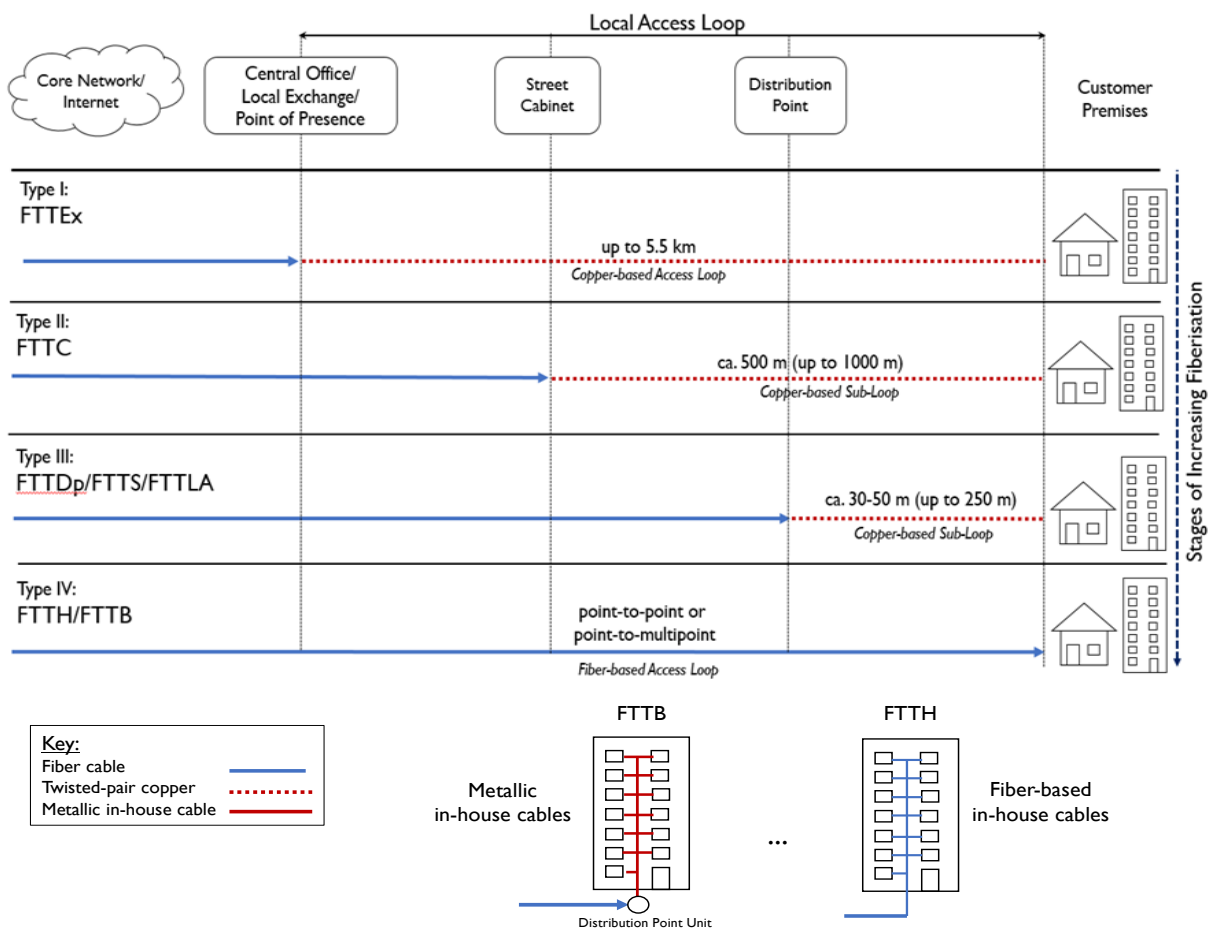 Local Access Loop
Core Network/
Internet
Central Office/
Local Exchange/
Point of Presence
Street
Cabinet
Distribution
Point
Customer
Premises
Type I:
FTTEx
up to 5.5 km
Copper-based Access Loop
Type II:
FTTC
ca. 500 m (up to 1000 m)
Copper-based Sub-Loop
Type III:
FTTDp/FTTS/FTTLA
ca. 30-50 m (up to 250 m)
Copper-based Sub-Loop
Type IV:
FTTH/FTTB
point-to-point or
point-to-multipoint
Fiber-based Access Loop
Stages of Increasing Fiberisation
Key:
Fiber cable
Twisted-pair copper
Metallic in-house cable
FTTB
Metallic
in-house cables
Distribution Point Unit
...
FTTH
Fiber-based
in-house cables